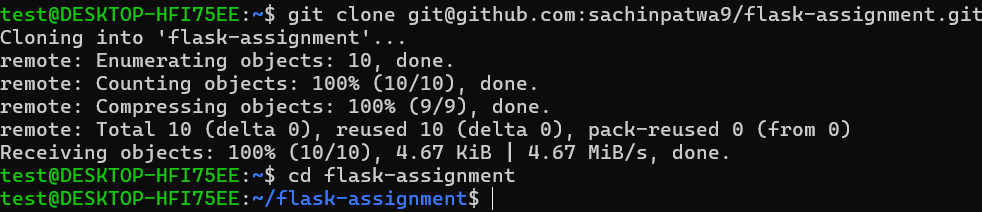 test@DESKTOP-HFI75EE:~$ git clone git@github.com:sachinpatwa9/flask-assignment.git
Cloning into 'flask-assignment'...
remote: Enumerating objects: 10, done.
remote: Counting objects: 100% (10/10), done.
remote: Compressing objects: 100% (9/9), done.
remote: Total 10 (delta 0), reused 10 (delta 0), pack-reused 0 (from 0)
Receiving objects: 100% (10/10), 4.67 KiB | 4.67 MiB/s, done.
test@DESKTOP-HFI75EE:~$ cd flask-assignment
test@DESKTOP-HFI75EE:~/flask-assignment$